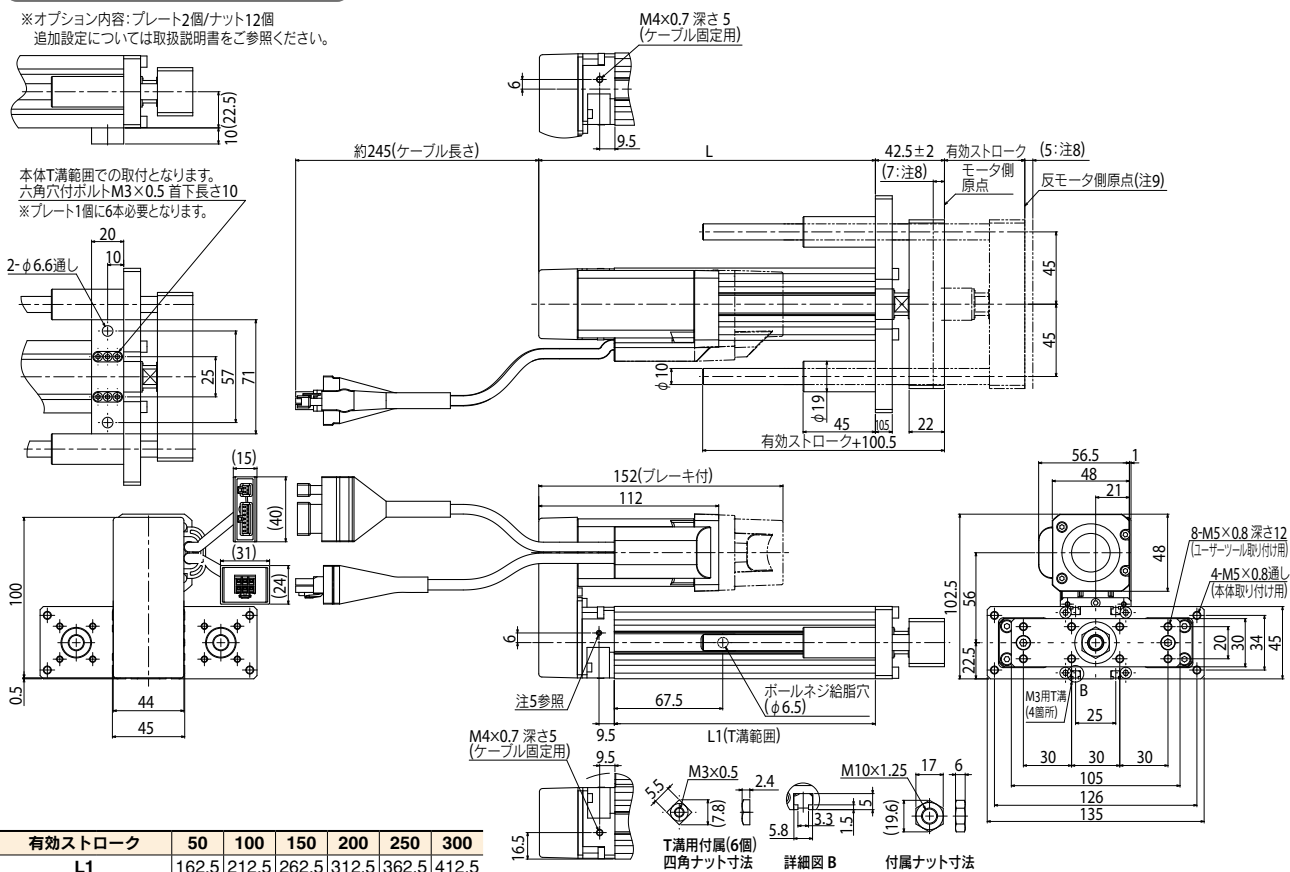 ※オプション内容：プレート2個/ナット12個
追加設定については取扱説明書をご参照ください。
(22.5)
10
M4×0.7 深さ5
(ケーブル固定用)
6
9.5
本体T溝範囲での取付となります。
六角穴付ボルトM3×0.5 首下長さ10
※プレート1個に6本必要となります。
20
10
2-φ6.6通し
25
57
71
約245(ケーブル長さ)
L
42.5±2
有効ストローク
(5：注8)
(7：注8)
モータ側
原点
反モータ側原点(注9)
45
45
φ10
φ19
45
10.5
22
有効ストローク+100.5
(15)
(40)
(31)
(24)
100
0.5
44
45
152(ブレーキ付)
112
6
注5参照
67.5
ボールネジ給脂穴
(φ6.5)
9.5
L1(T溝範囲)
56.5
1
48
21
48
8-M5×0.8 深さ12
(ユーザーツール取り付け用)
4-M5×0.8通し
(本体取り付け用)
102.5
56
22.5
20
30
34
45
M3用T溝
(4箇所)
B
25
30
30
30
105
126
135
M4×0.7 深さ5
(ケーブル固定用)
9.5
16.5
M3×0.5
5.5
(7.8)
2.4
T溝用付属(6個)
四角ナット寸法
5
1.5
3.3
5.8
詳細図 B
M10×1.25
17
6
(19.6)
付属ナット寸法
有効ストローク 50 100 150 200 250 300
L1 162.5 212.5 262.5 312.5 362.5 412.5